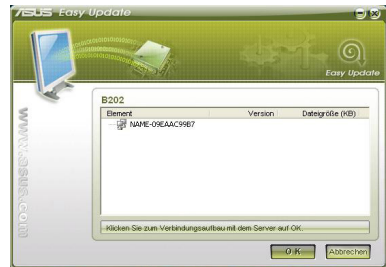 ASUS Easy Update
Easy Update
B202
Element Version Dateigröße (KB)
NAME-09EAAC99B7
www.asus.com
Klicken Sie zum Verbindungsaufbau mit dem Server auf OK.
OK Abbrechen